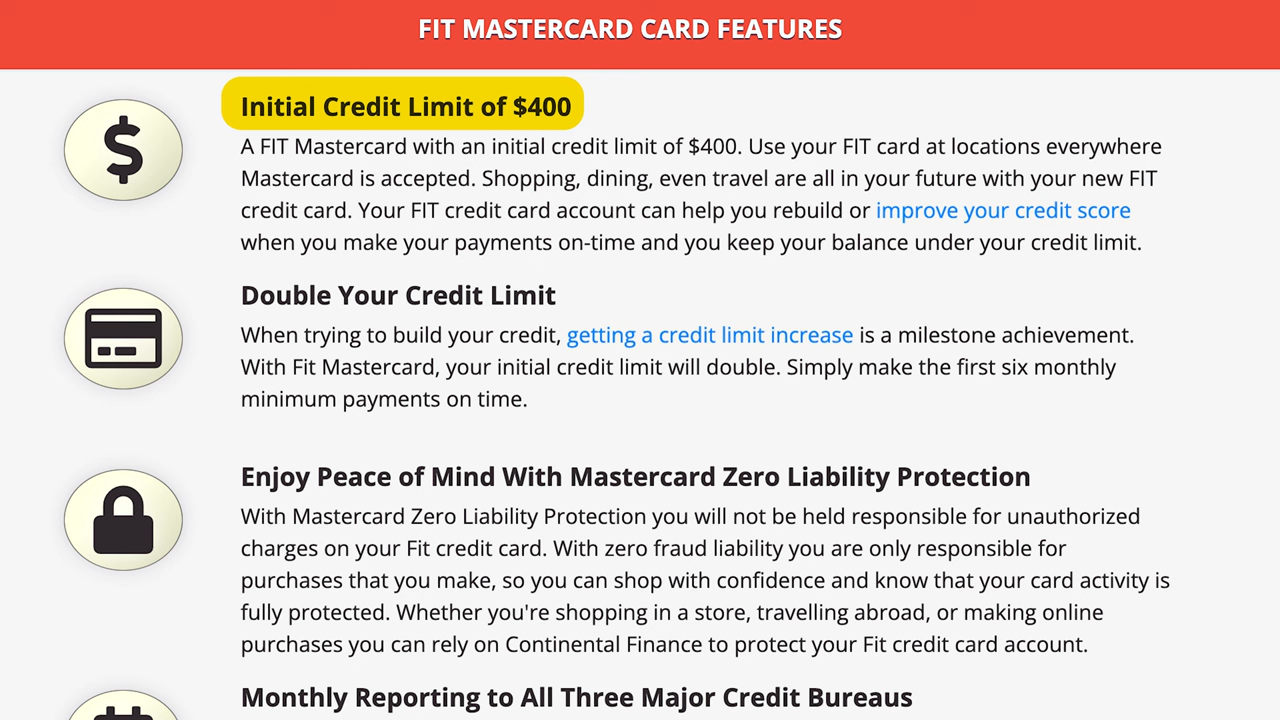 FIT MASTERCARD CARD FEATURES
Initial Credit Limit of $400
A FIT Mastercard with an initial credit limit of $400. Use your FIT card at locations everywhere
Mastercard is accepted. Shopping, dining, even travel are all in your future with your new FIT
credit card. Your FIT credit card account can help you rebuild or improve your credit score
when you make your payments on-time and you keep your balance under your credit limit.
Double Your Credit Limit
When trying to build your credit, getting a credit limit increase is a milestone achievement.
With Fit Mastercard, your initial credit limit will double. Simply make the first six monthly
minimum payments on time.
Enjoy Peace of Mind With Mastercard Zero Liability Protection
With Mastercard Zero Liability Protection you will not be held responsible for unauthorized
charges on your Fit credit card. With zero fraud liability you are only responsible for
purchases that you make, so you can shop with confidence and know that your card activity is
fully protected. Whether you're shopping in a store, travelling abroad, or making online
purchases you can rely on Continental Finance to protect your Fit credit card account.
Monthly Reporting to All Three Major Credit Bureaus